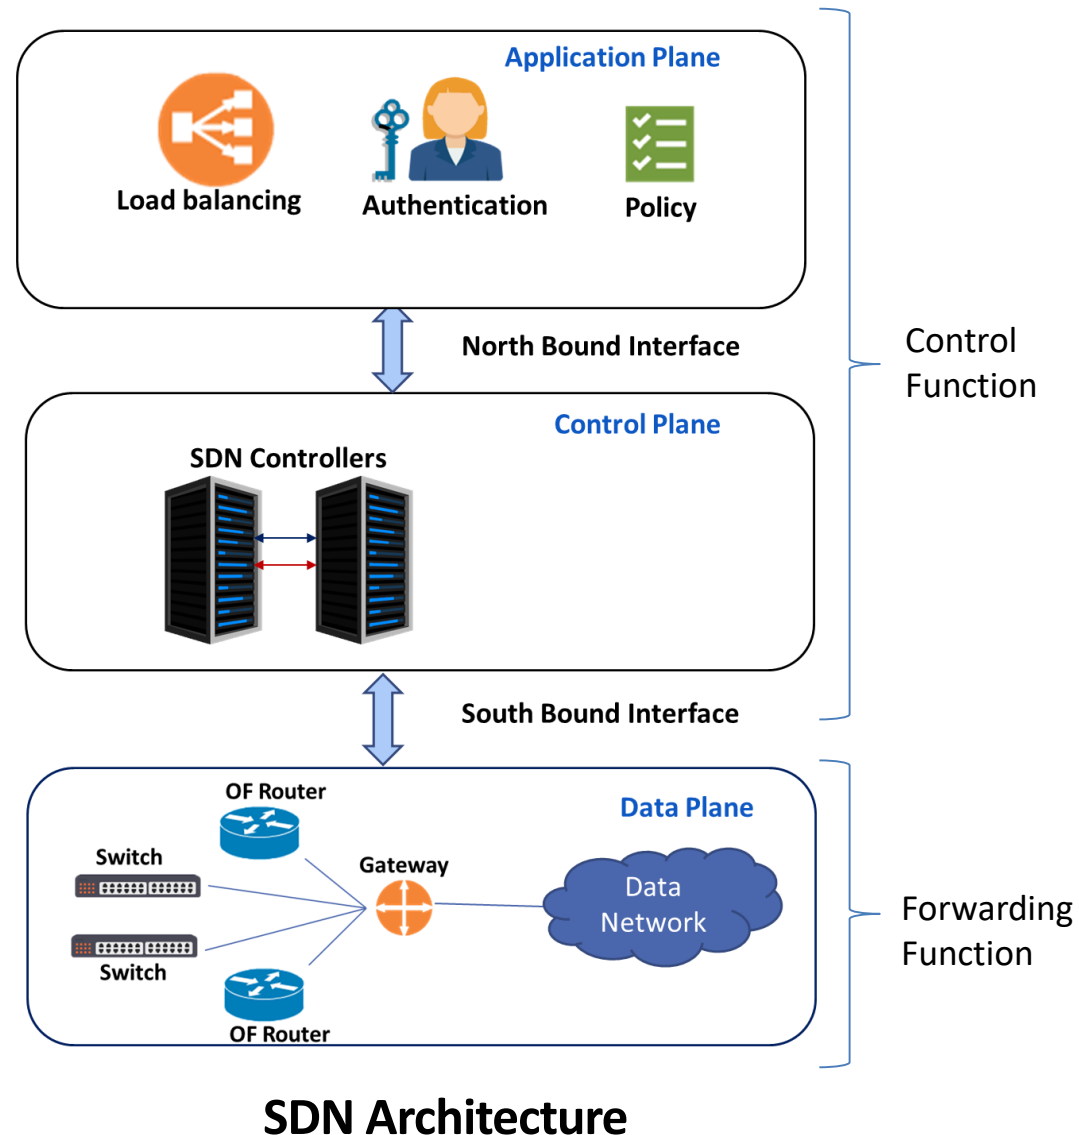 Application Plane
Load balancing
Authentication
Policy
North Bound Interface
Control
Function
Control Plane
SDN Controllers
South Bound Interface
OF Router
Data Plane
Switch
Gateway
Data
Network
Switch
OF Router
Forwarding
Function
SDN Architecture